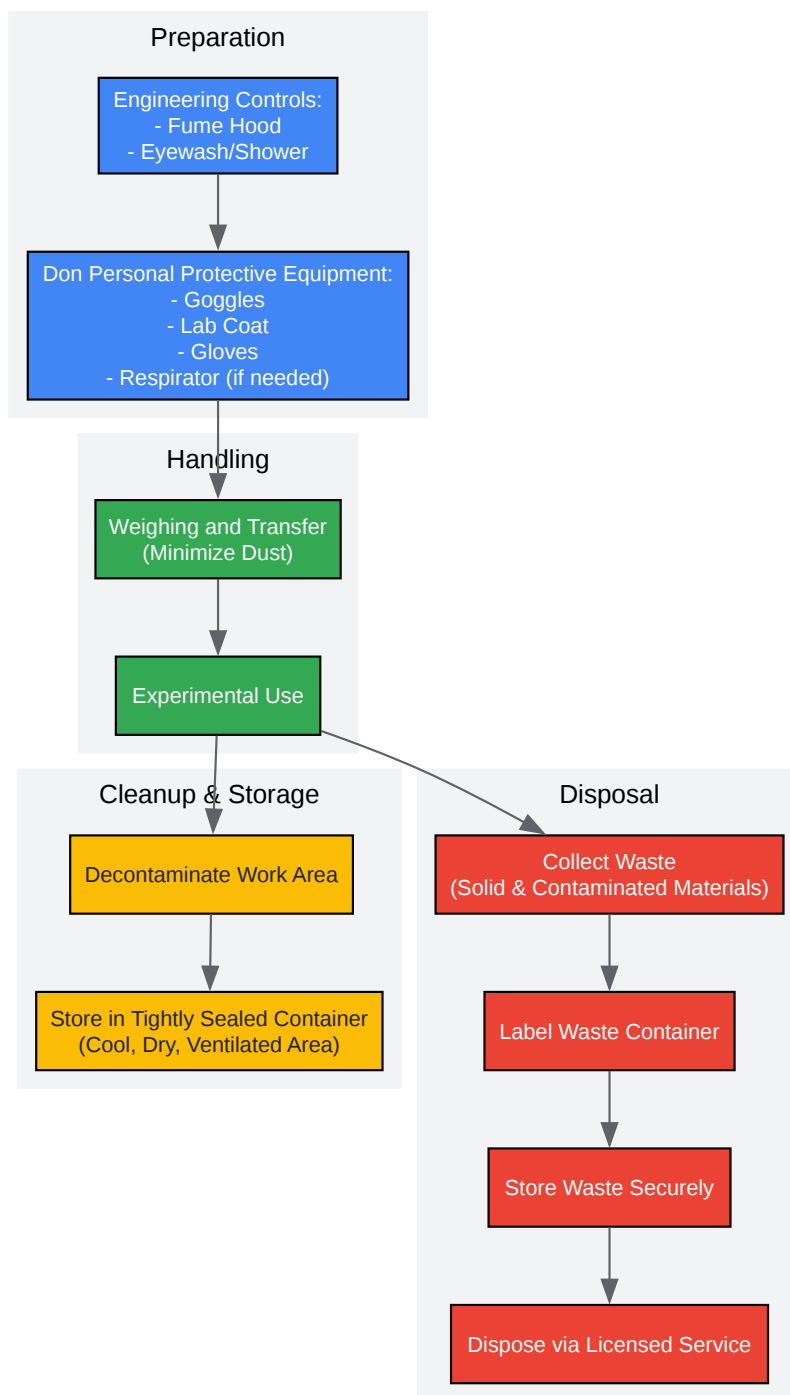 Preparation
Engineering Controls:
- Fume Hood
- Eyewash/Shower
Don Personal Protective Equipment:
- Goggles
- Lab Coat
- Gloves
- Respirator (if needed)
Handling
Weighing and Transfer
(Minimize Dust)
Experimental Use
Cleanup & Storage
Decontaminate Work Area
Store in Tightly Sealed Container
(Cool, Dry, Ventilated Area)
Disposal
Collect Waste
(Solid & Contaminated Materials)
Label Waste Container
Store Waste Securely
Dispose via Licensed Service